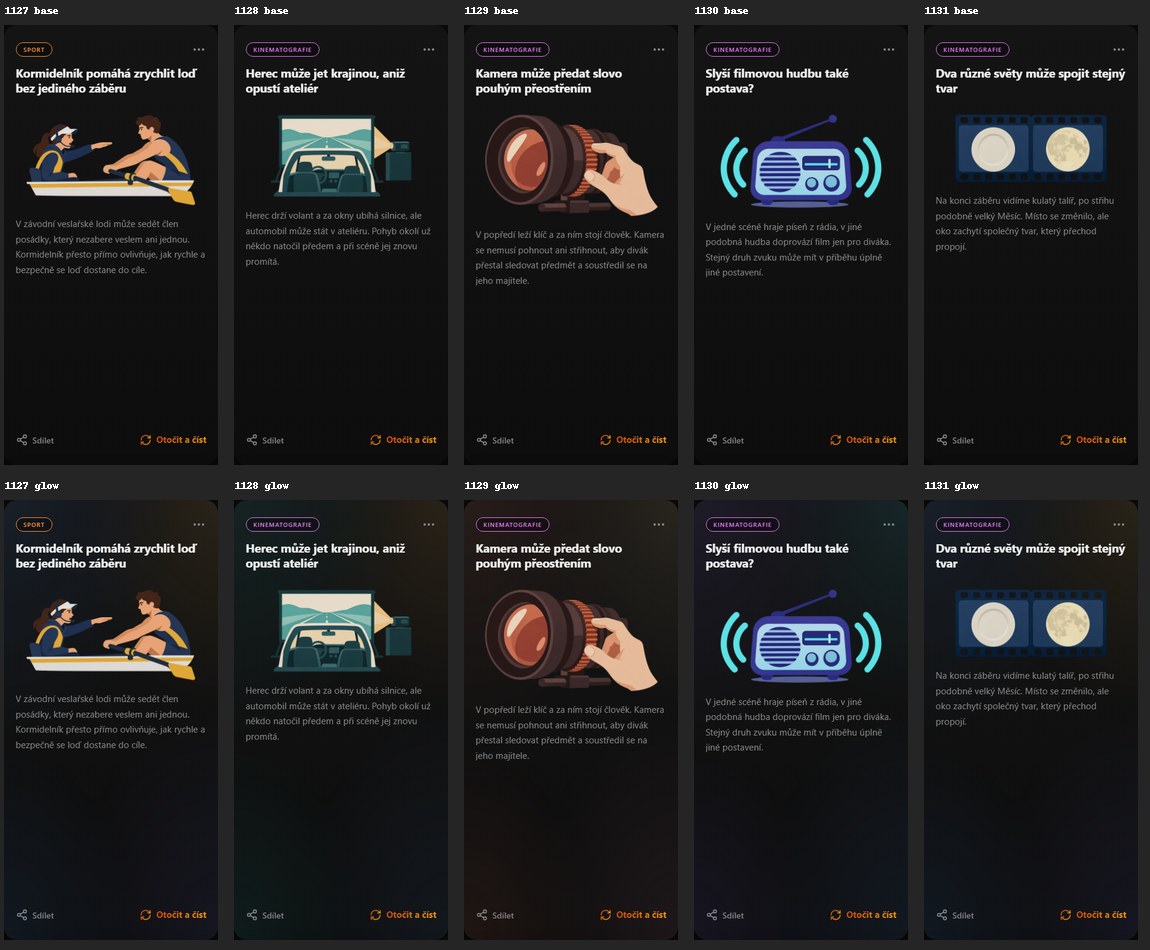 1127 base
SPORT
Kormidelník pomáhá zrychlit loď
bez jediného záběru
V závodní veslařské lodi může sedět člen
posádky, který nezabere veslem ani jednou.
Kormidelník přesto přímo ovlivňuje, jak rychle a
bezpečně se loď dostane do cíle.
Sdílet
Otočit a číst
1128 base
KINEMATOGRAFIE
Herec může jet krajinou, aniž
opustí ateliér
Herec drží volant a za okny ubíhá silnice, ale
automobil může stát v ateliéru. Pohyb okolí už
někdo natočil předem a při scéně jej znovu
promítá.
Sdílet
Otočit a číst
1129 base
KINEMATOGRAFIE
Kamera může předat slovo
pouhým přeostřením
V popředí leží klíč a za ním stojí člověk. Kamera
se nemusí pohnout ani střihnout, aby divák
přestal sledovat předmět a soustředil se na
jeho majitele.
Sdílet
Otočit a číst
1130 base
KINEMATOGRAFIE
Slyší filmovou hudbu také
postava?
V jedné scéně hraje píseň z rádia, v jiné
podobná hudba doprovází film jen pro diváka.
Stejný druh zvuku může mít v příběhu úplně
jiné postavení.
Sdílet
Otočit a číst
1131 base
KINEMATOGRAFIE
Dva různé světy může spojit stejný
tvar
Na konci záběru vidíme kulatý talíř, po střihu
podobně velký Měsíc. Místo se změnilo, ale
oko zachytí společný tvar, který přechod
propojí.
Sdílet
Otočit a číst
1127 glow
SPORT
Kormidelník pomáhá zrychlit loď
bez jediného záběru
V závodní veslařské lodi může sedět člen
posádky, který nezabere veslem ani jednou.
Kormidelník přesto přímo ovlivňuje, jak rychle a
bezpečně se loď dostane do cíle.
Sdílet
Otočit a číst
1128 glow
KINEMATOGRAFIE
Herec může jet krajinou, aniž
opustí ateliér
Herec drží volant a za okny ubíhá silnice, ale
automobil může stát v ateliéru. Pohyb okolí už
někdo natočil předem a při scéně jej znovu
promítá.
Sdílet
Otočit a číst
1129 glow
KINEMATOGRAFIE
Kamera může předat slovo
pouhým přeostřením
V popředí leží klíč a za ním stojí člověk. Kamera
se nemusí pohnout ani střihnout, aby divák
přestal sledovat předmět a soustředil se na
jeho majitele.
Sdílet
Otočit a číst
1130 glow
KINEMATOGRAFIE
Slyší filmovou hudbu také
postava?
V jedné scéně hraje píseň z rádia, v jiné
podobná hudba doprovází film jen pro diváka.
Stejný druh zvuku může mít v příběhu úplně
jiné postavení.
Sdílet
Otočit a číst
1131 glow
KINEMATOGRAFIE
Dva různé světy může spojit stejný
tvar
Na konci záběru vidíme kulatý talíř, po střihu
podobně velký Měsíc. Místo se změnilo, ale
oko zachytí společný tvar, který přechod
propojí.
Sdílet
Otočit a číst